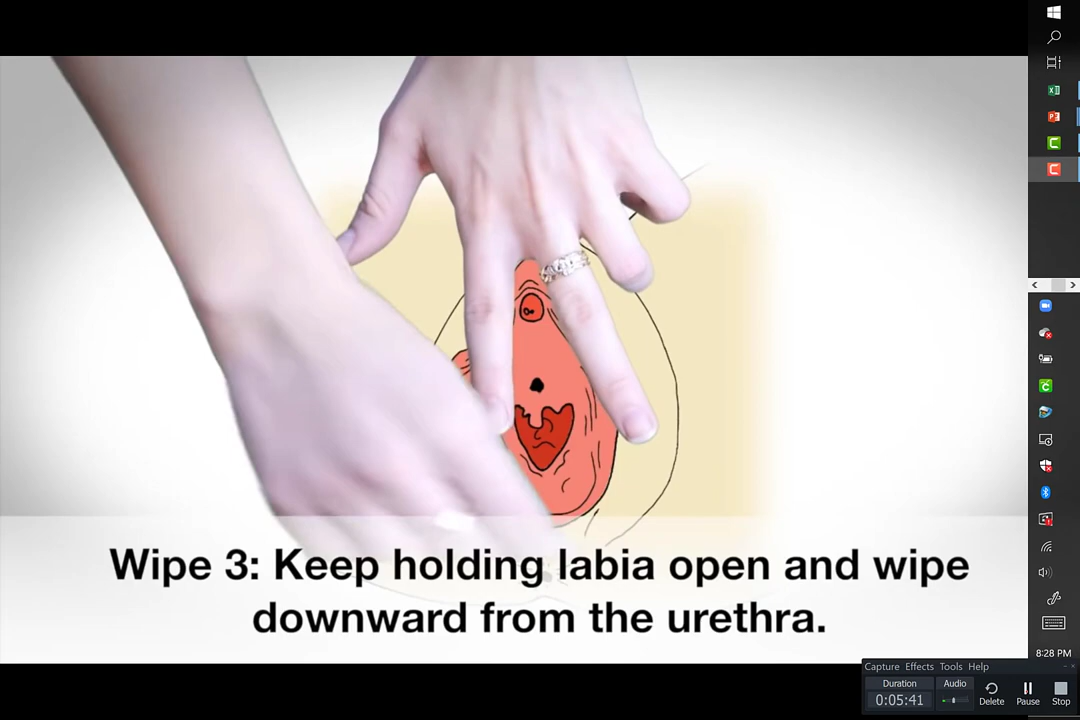 Wipe 3: Keep holding labia open and wipe
downward from the urethra.
8:28 PM
Capture Effects Tools Help
Duration
Audio
0:05:41
Delete
Pause
Stop